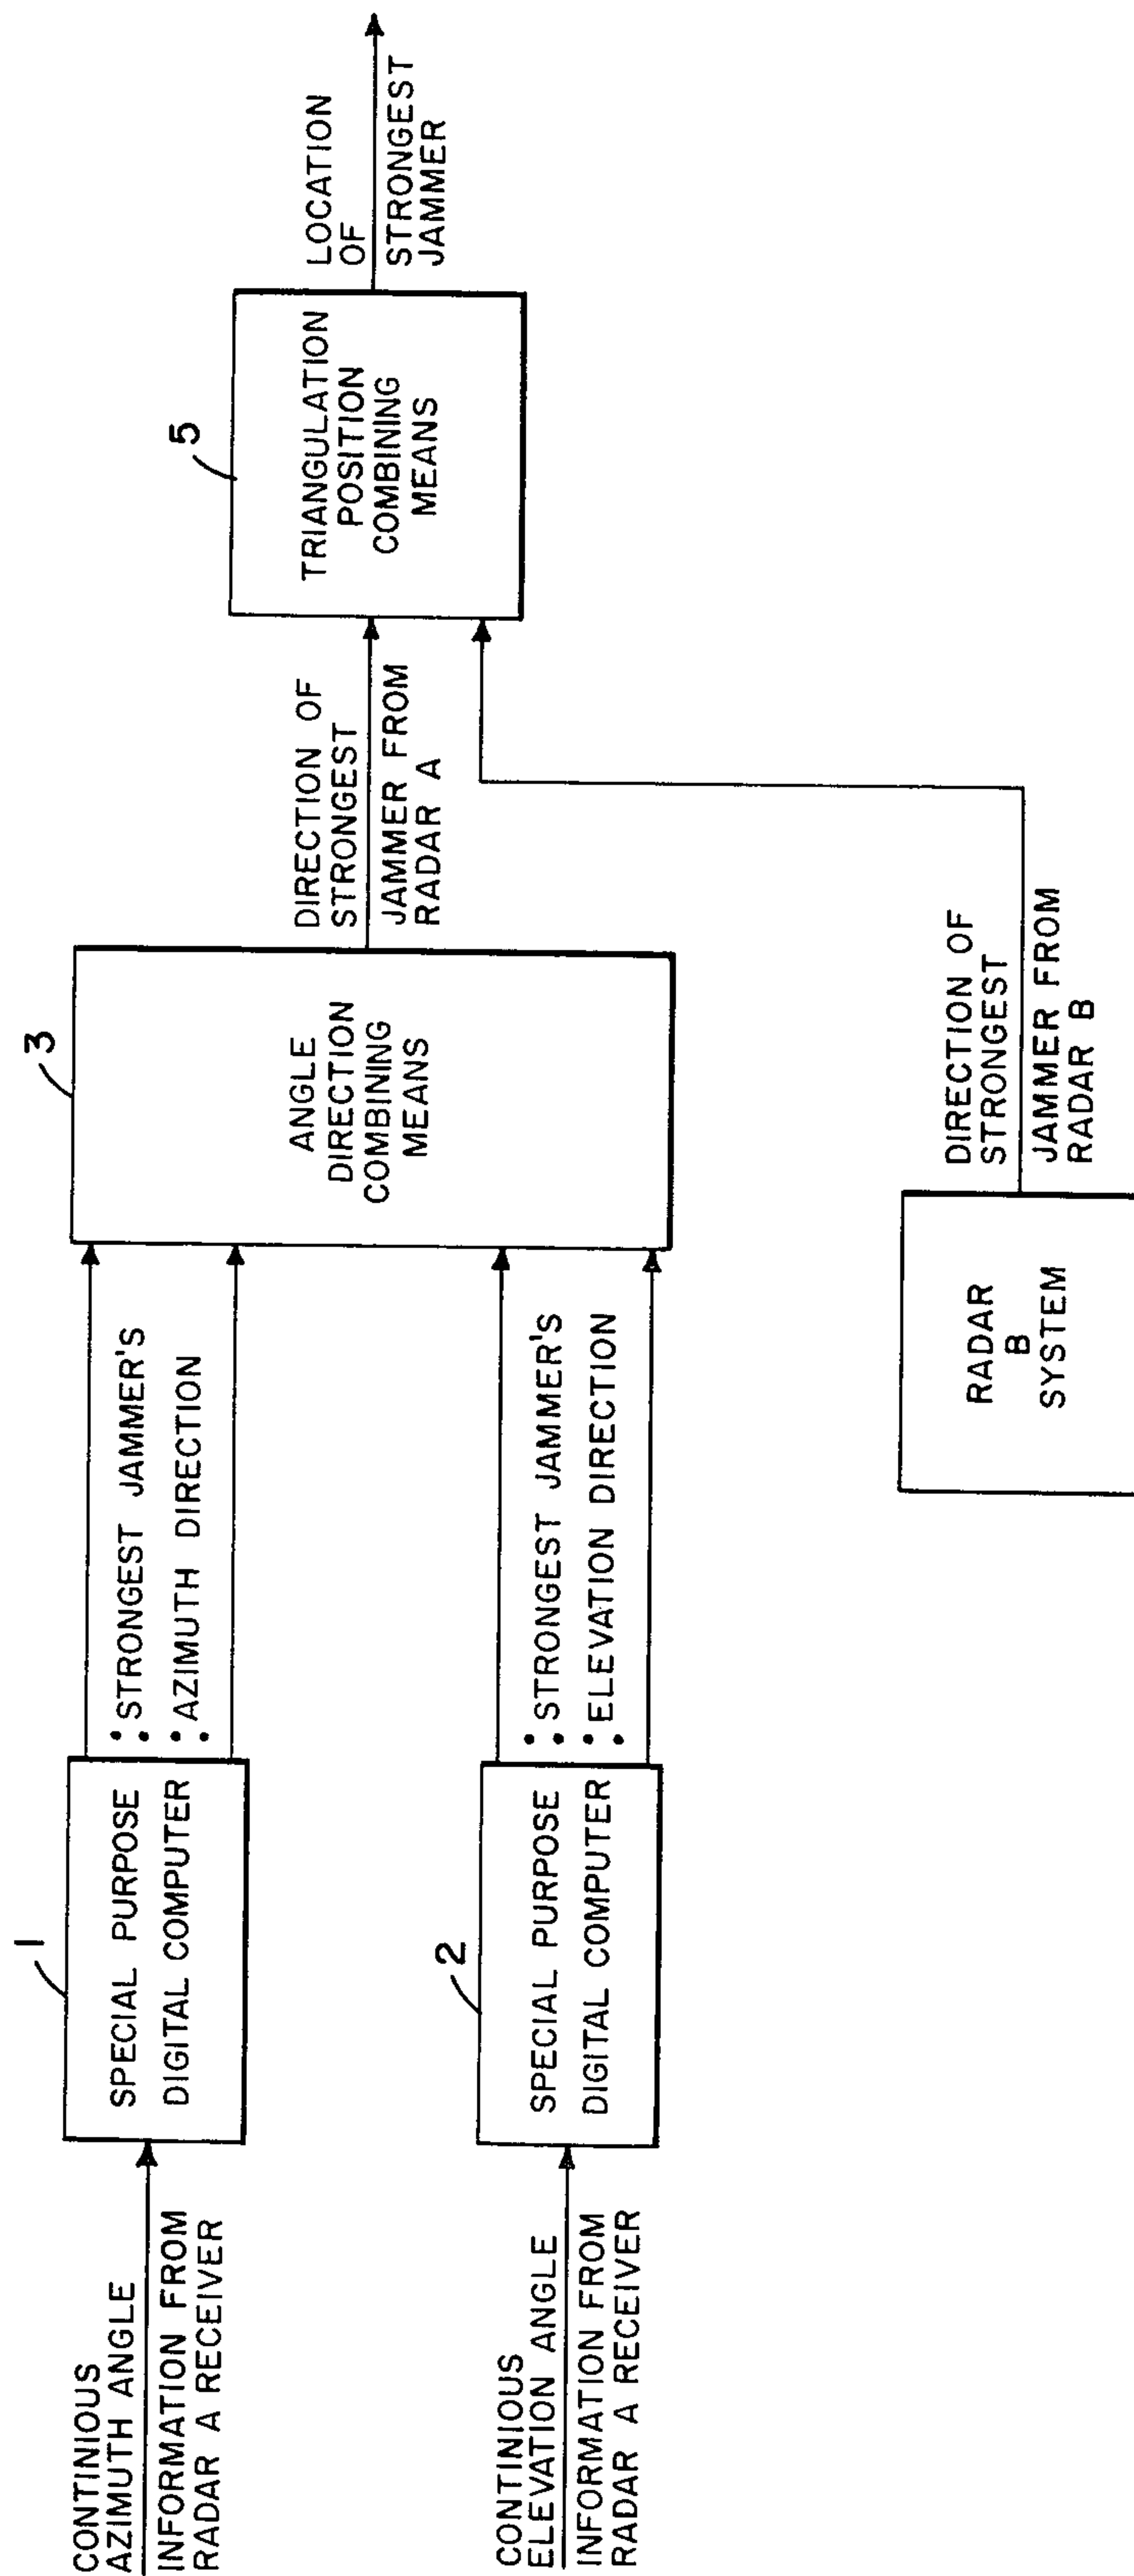 CONTINIOUS
AZIMUTH ANGLE
INFORMATION FROM
RADAR A RECEIVER
1
SPECIAL PURPOSE
DIGITAL COMPUTER
STRONGEST JAMMER'S
AZIMUTH DIRECTION
CONTINIOUS
ELEVATION ANGLE
INFORMATION FROM
RADAR A RECEIVER
2
SPECIAL PURPOSE
DIGITAL COMPUTER
STRONGEST JAMMER'S
ELEVATION DIRECTION
3
ANGLE
DIRECTION
COMBINING
MEANS
DIRECTION OF
STRONGEST
JAMMER FROM
RADAR A
5
TRIANGULATION
POSITION
COMBINING
MEANS
LOCATION
OF
STRONGEST
JAMMER
RADAR
B
SYSTEM
DIRECTION OF
STRONGEST
JAMMER FROM
RADAR B